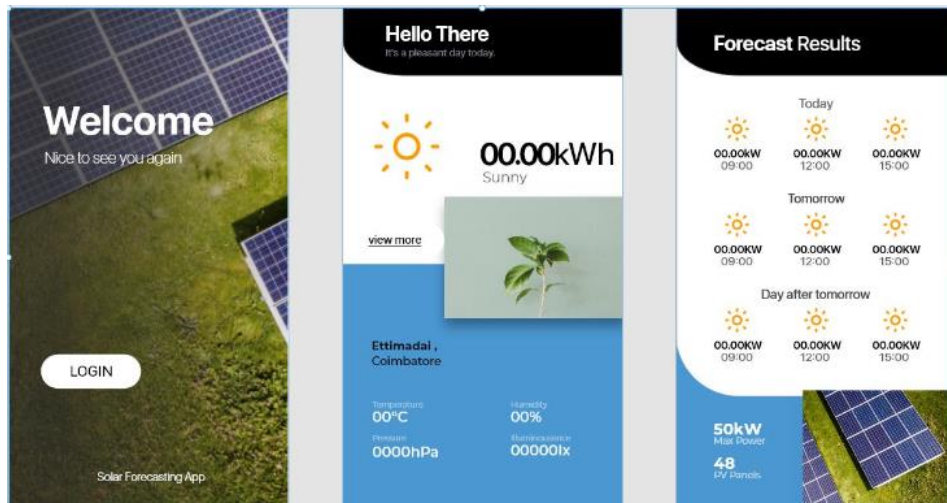 Welcome
Nice to see you again
LOGIN
Solar Forecasting App
Hello There
It's a pleasant day today.
00.00kWh
Sunny
view more
Ettimadai ,
Coimbatore
Temperature
00°C
Humidity
00%
Pressure
0000hPa
Illuminousence
00000lx
Forecast Results
Today
00.00kW 00.00KW 00.00KW
09:00 12:00 15:00
Tomorrow
00.00KW 00.00KW 00.00KW
09:00 12:00 15:00
Day after tomorrow
00.00KW 00.00KW 00.00KW
09:00 12:00 15:00
50kW
Max Power
48
PV Panels